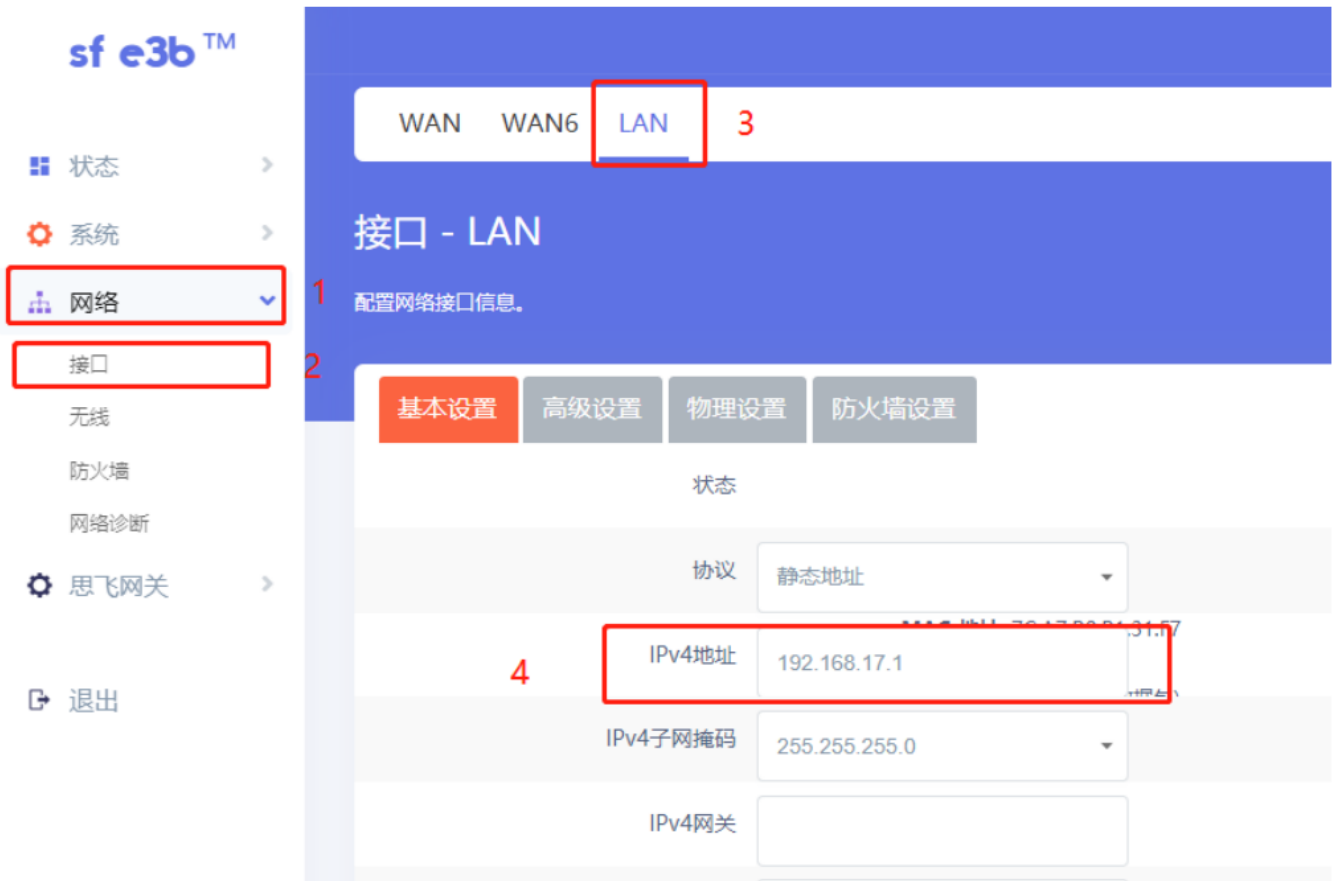 sf e3b™
WAN WAN6 LAN 3
状态
系统
网络 1
接口 2
无线
防火墙
网络诊断
思飞网关
退出
接口 - LAN
配置网络接口信息。
基本设置 高级设置 物理设置 防火墙设置
状态
协议 静态地址
4 IPv4地址 192.168.17.1
IPv4子网掩码 255.255.255.0
IPv4网关